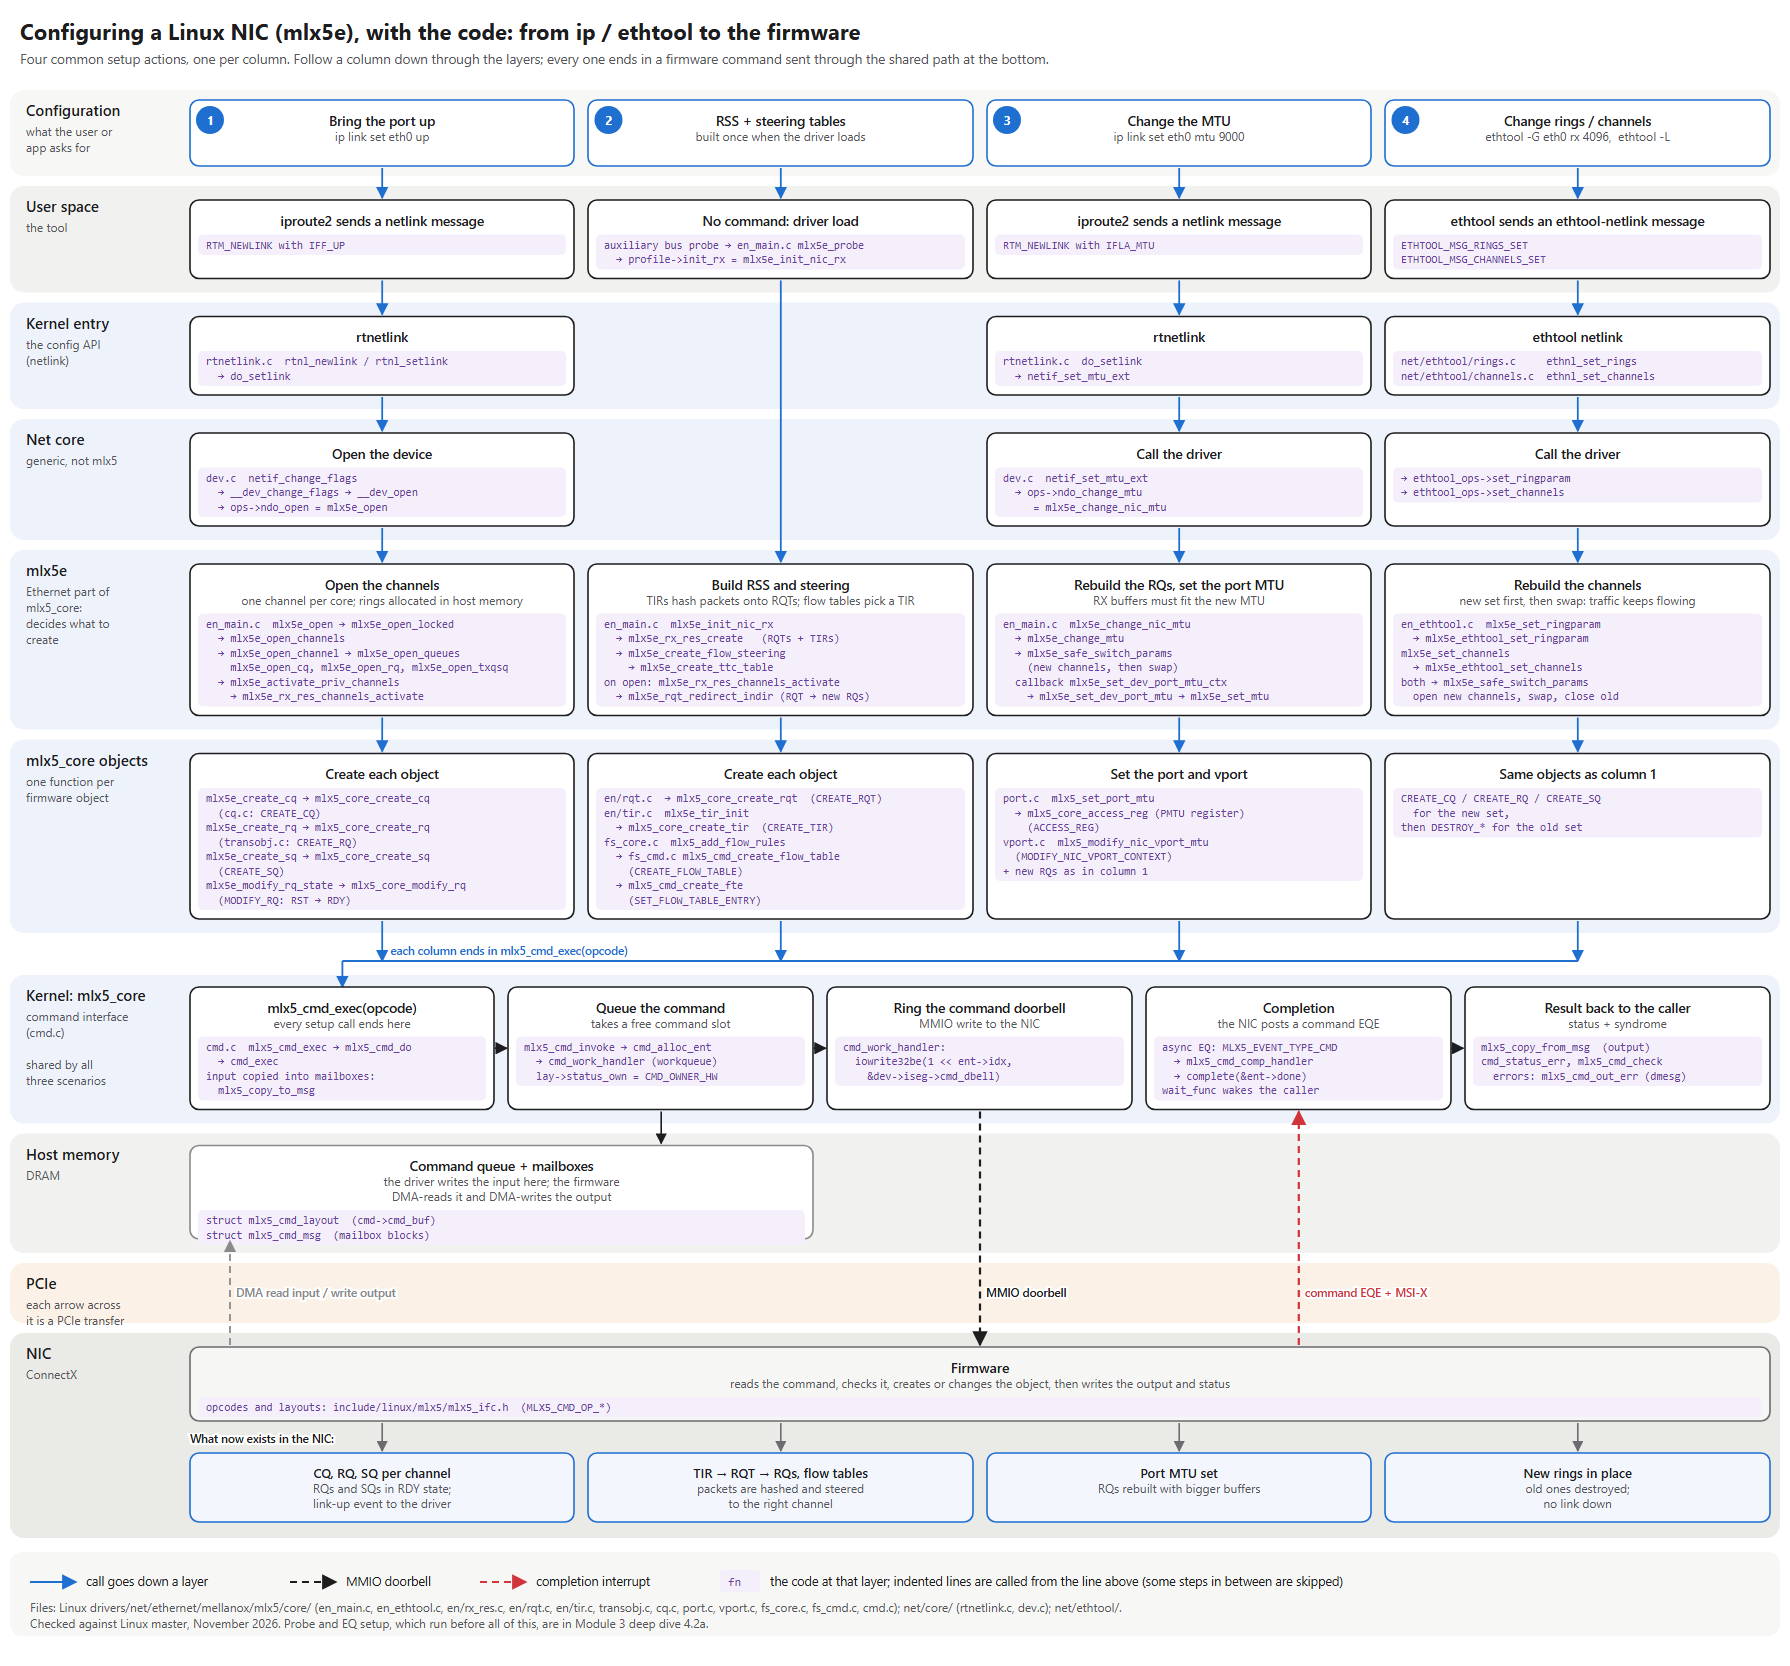 Configuring a Linux NIC (mlx5e), with the code: from ip / ethtool to the firmware
Four common setup actions, one per column. Follow a column down through the layers; every one ends in a firmware command sent through the shared path at the bottom.
Configuration
what the user or
app asks for
1
Bring the port up
ip link set eth0 up
2
RSS + steering tables
built once when the driver loads
3
Change the MTU
ip link set eth0 mtu 9000
4
Change rings / channels
ethtool -G eth0 rx 4096,  ethtool -L
User space
the tool
iproute2 sends a netlink message
RTM_NEWLINK with IFF_UP
No command: driver load
auxiliary bus probe → en_main.c mlx5e_probe
→ profile->init_rx = mlx5e_init_nic_rx
iproute2 sends a netlink message
RTM_NEWLINK with IFLA_MTU
ethtool sends an ethtool-netlink message
ETHTOOL_MSG_RINGS_SET
ETHTOOL_MSG_CHANNELS_SET
Kernel entry
the config API
(netlink)
rtnetlink
rtnetlink.c  rtnl_newlink / rtnl_setlink
→ do_setlink
rtnetlink
rtnetlink.c  do_setlink
→ netif_set_mtu_ext
ethtool netlink
net/ethtool/rings.c     ethnl_set_rings
net/ethtool/channels.c  ethnl_set_channels
Net core
generic, not mlx5
Open the device
dev.c  netif_change_flags
→ __dev_change_flags → __dev_open
→ ops->ndo_open = mlx5e_open
Call the driver
dev.c  netif_set_mtu_ext
→ ops->ndo_change_mtu
= mlx5e_change_nic_mtu
Call the driver
→ ethtool_ops->set_ringparam
→ ethtool_ops->set_channels
mlx5e
Ethernet part of
mlx5_core:
decides what to
create
Open the channels
one channel per core; rings allocated in host memory
en_main.c  mlx5e_open → mlx5e_open_locked
→ mlx5e_open_channels
→ mlx5e_open_channel → mlx5e_open_queues
mlx5e_open_cq, mlx5e_open_rq, mlx5e_open_txqsq
→ mlx5e_activate_priv_channels
→ mlx5e_rx_res_channels_activate
Build RSS and steering
TIRs hash packets onto RQTs; flow tables pick a TIR
en_main.c  mlx5e_init_nic_rx
→ mlx5e_rx_res_create   (RQTs + TIRs)
→ mlx5e_create_flow_steering
→ mlx5e_create_ttc_table
on open: mlx5e_rx_res_channels_activate
→ mlx5e_rqt_redirect_indir (RQT → new RQs)
Rebuild the RQs, set the port MTU
RX buffers must fit the new MTU
en_main.c  mlx5e_change_nic_mtu
→ mlx5e_change_mtu
→ mlx5e_safe_switch_params
(new channels, then swap)
callback mlx5e_set_dev_port_mtu_ctx
→ mlx5e_set_dev_port_mtu → mlx5e_set_mtu
Rebuild the channels
new set first, then swap: traffic keeps flowing
en_ethtool.c  mlx5e_set_ringparam
→ mlx5e_ethtool_set_ringparam
mlx5e_set_channels
→ mlx5e_ethtool_set_channels
both → mlx5e_safe_switch_params
open new channels, swap, close old
mlx5_core objects
one function per
firmware object
Create each object
mlx5e_create_cq → mlx5_core_create_cq
(cq.c: CREATE_CQ)
mlx5e_create_rq → mlx5_core_create_rq
(transobj.c: CREATE_RQ)
mlx5e_create_sq → mlx5_core_create_sq
(CREATE_SQ)
mlx5e_modify_rq_state → mlx5_core_modify_rq
(MODIFY_RQ: RST → RDY)
Create each object
en/rqt.c  → mlx5_core_create_rqt  (CREATE_RQT)
en/tir.c  mlx5e_tir_init
→ mlx5_core_create_tir  (CREATE_TIR)
fs_core.c  mlx5_add_flow_rules
→ fs_cmd.c mlx5_cmd_create_flow_table
(CREATE_FLOW_TABLE)
→ mlx5_cmd_create_fte
(SET_FLOW_TABLE_ENTRY)
Set the port and vport
port.c  mlx5_set_port_mtu
→ mlx5_core_access_reg (PMTU register)
(ACCESS_REG)
vport.c  mlx5_modify_nic_vport_mtu
(MODIFY_NIC_VPORT_CONTEXT)
+ new RQs as in column 1
Same objects as column 1
CREATE_CQ / CREATE_RQ / CREATE_SQ
for the new set,
then DESTROY_* for the old set
each column ends in mlx5_cmd_exec(opcode)
Kernel: mlx5_core
command interface
(cmd.c)
shared by all
three scenarios
mlx5_cmd_exec(opcode)
every setup call ends here
cmd.c  mlx5_cmd_exec → mlx5_cmd_do
→ cmd_exec
input copied into mailboxes:
mlx5_copy_to_msg
Queue the command
takes a free command slot
mlx5_cmd_invoke → cmd_alloc_ent
→ cmd_work_handler (workqueue)
lay->status_own = CMD_OWNER_HW
Ring the command doorbell
MMIO write to the NIC
cmd_work_handler:
iowrite32be(1 << ent->idx,
&dev->iseg->cmd_dbell)
Completion
the NIC posts a command EQE
async EQ: MLX5_EVENT_TYPE_CMD
→ mlx5_cmd_comp_handler
→ complete(&ent->done)
wait_func wakes the caller
Result back to the caller
status + syndrome
mlx5_copy_from_msg  (output)
cmd_status_err, mlx5_cmd_check
errors: mlx5_cmd_out_err (dmesg)
Host memory
DRAM
Command queue + mailboxes
the driver writes the input here; the firmware
DMA-reads it and DMA-writes the output
struct mlx5_cmd_layout  (cmd->cmd_buf)
struct mlx5_cmd_msg  (mailbox blocks)
PCIe
each arrow across
it is a PCIe transfer
DMA read input / write output
MMIO doorbell
command EQE + MSI-X
NIC
ConnectX
Firmware
reads the command, checks it, creates or changes the object, then writes the output and status
opcodes and layouts: include/linux/mlx5/mlx5_ifc.h  (MLX5_CMD_OP_*)
What now exists in the NIC:
CQ, RQ, SQ per channel
RQs and SQs in RDY state;
link-up event to the driver
TIR → RQT → RQs, flow tables
packets are hashed and steered
to the right channel
Port MTU set
RQs rebuilt with bigger buffers
New rings in place
old ones destroyed;
no link down
call goes down a layer
MMIO doorbell
completion interrupt
fn
the code at that layer; indented lines are called from the line above (some steps in between are skipped)
Files: Linux drivers/net/ethernet/mellanox/mlx5/core/ (en_main.c, en_ethtool.c, en/rx_res.c, en/rqt.c, en/tir.c, transobj.c, cq.c, port.c, vport.c, fs_core.c, fs_cmd.c, cmd.c); net/core/ (rtnetlink.c, dev.c); net/ethtool/.
Checked against Linux master, November 2026. Probe and EQ setup, which run before all of this, are in Module 3 deep dive 4.2a.